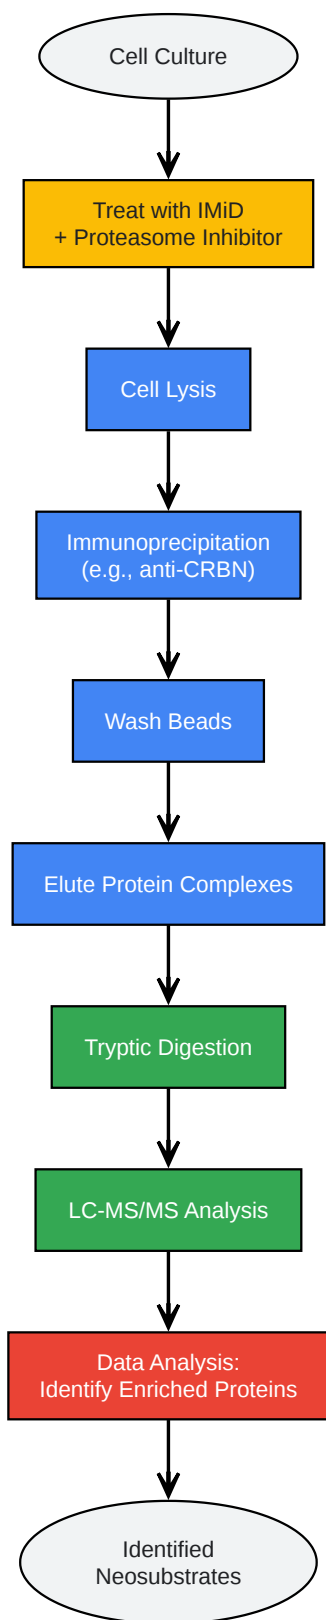 Cell Culture
Treat with IMiD
+ Proteasome Inhibitor
Cell Lysis
Immunoprecipitation
(e.g., anti-CRBN)
Wash Beads
Elute Protein Complexes
Tryptic Digestion
LC-MS/MS Analysis
Data Analysis:
Identify Enriched Proteins
Identified
Neosubstrates